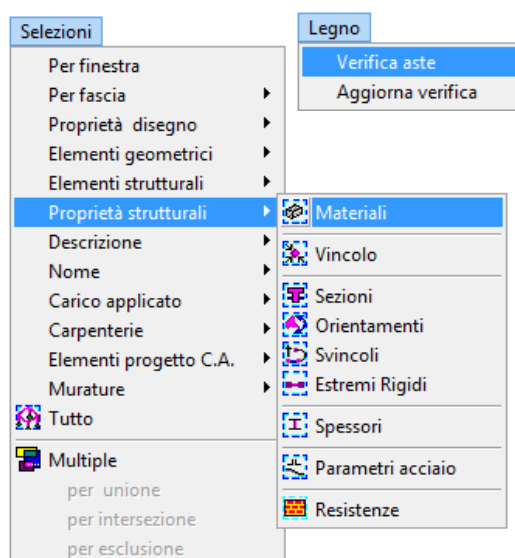 Selezioni
Per finestra
Per fascia
Proprietà disegno
Elementi geometrici
Elementi strutturali
Proprietà strutturali
Descrizione
Nome
Carico applicato
Carpenterie
Elementi progetto C.A.
Murature
Tutto
Multiple
per unione
per intersezione
per esclusione
Legno
Verifica aste
Aggiorna verifica
Materiali
Vincolo
Sezioni
Orientamenti
Svincoli
Estremi Rigidi
Spessori
Parametri acciaio
Resistenze